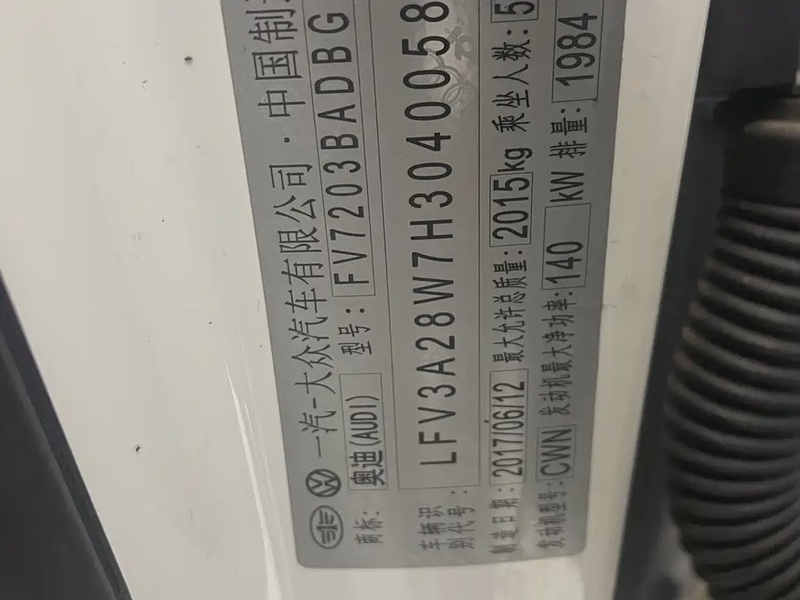 一汽-大众汽车有限公司 · 中国制造
商标: 奥迪(AUDI) 型号: FV7203BADBG
车辆识别代号: LFV3A28W7H3040058
制造日期: 2017/06/12 最大允许总质量: 2015kg 乘坐人数: 5
发动机型号: CWN 发动机最大净功率: 140 kW 排量: 1984